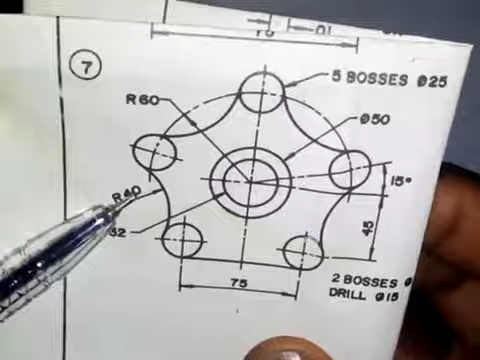 7
5 BOSSES Ø25
R60
Ø50
R40
15°
32
45
75
2 BOSSES
DRILL Ø15